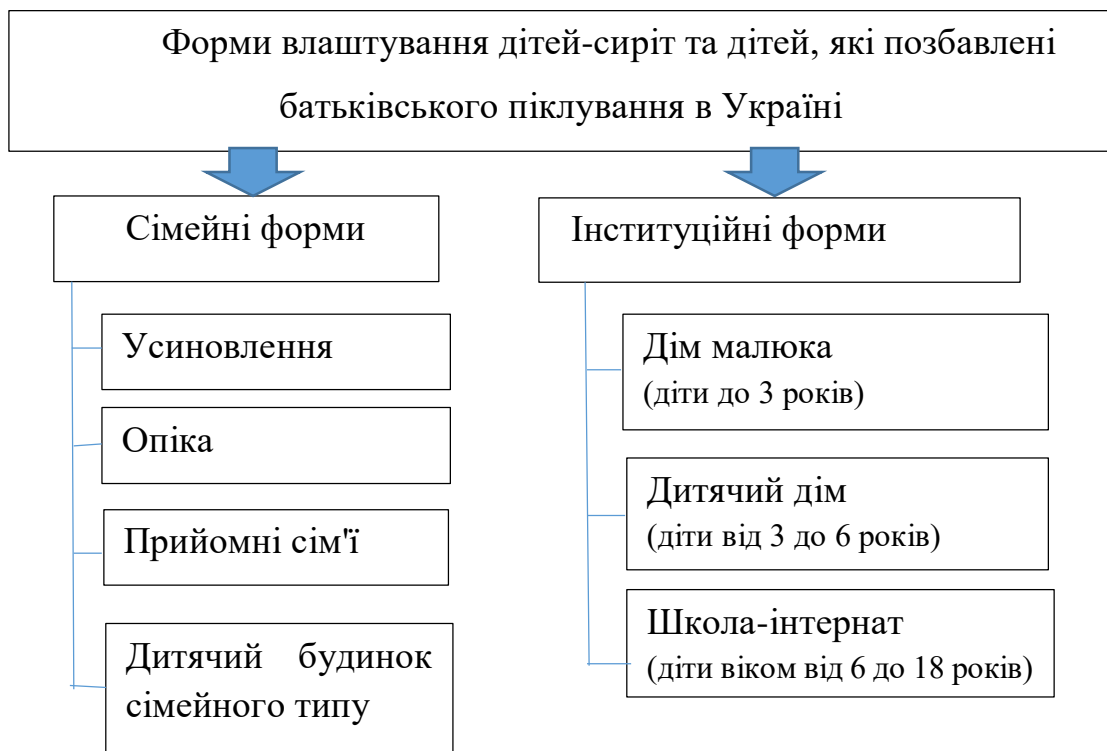 Форми влаштування дітей-сиріт та дітей, які позбавлені
батьківського піклування в Україні
Сімейні форми
Усиновлення
Опіка
Прийомні сім'ї
Дитячий будинок
сімейного типу
Інституційні форми
Дім малюка
(діти до 3 років)
Дитячий дім
(діти від 3 до 6 років)
Школа-інтернат
(діти віком від 6 до 18 років)